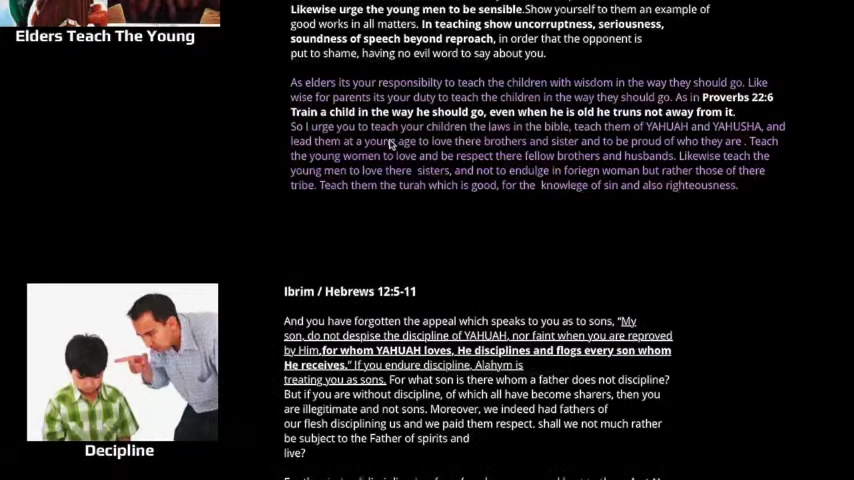 Likewise urge the young men to be sensible.Show yourself to them an example of
good works in all matters. In teaching show uncorruptness, seriousness,
soundness of speech beyond reproach, in order that the opponent is
put to shame, having no evil word to say about you.
Elders Teach The Young
As elders its your responsibilty to teach the children with wisdom in the way they should go. Like
wise for parents its your duty to teach the children in the way they should go. As in Proverbs 22:6
Train a child in the way he should go, even when he is old he truns not away from it.
So I urge you to teach your children the laws in the bible, teach them of YAHUAH and YAHUSHA, and
lead them at a young age to love there brothers and sister and to be proud of who they are . Teach
the young women to love and be respect there fellow brothers and husbands. Likewise teach the
young men to love there sisters, and not to endulge in foriegn woman but rather those of there
tribe. Teach them the turah which is good, for the knowlege of sin and also righteousness.
Ibrim / Hebrews 12:5-11
And you have forgotten the appeal which speaks to you as to sons, “My
son, do not despise the discipline of YAHUAH, nor faint when you are reproved
by Him,for whom YAHUAH loves, He disciplines and flogs every son whom
He receives.” If you endure discipline, Alahym is
treating you as sons. For what son is there whom a father does not discipline?
But if you are without discipline, of which all have become sharers, then you
are illegitimate and not sons. Moreover, we indeed had fathers of
our flesh disciplining us and we paid them respect. shall we not much rather
be subject to the Father of spirits and
live?
Decipline